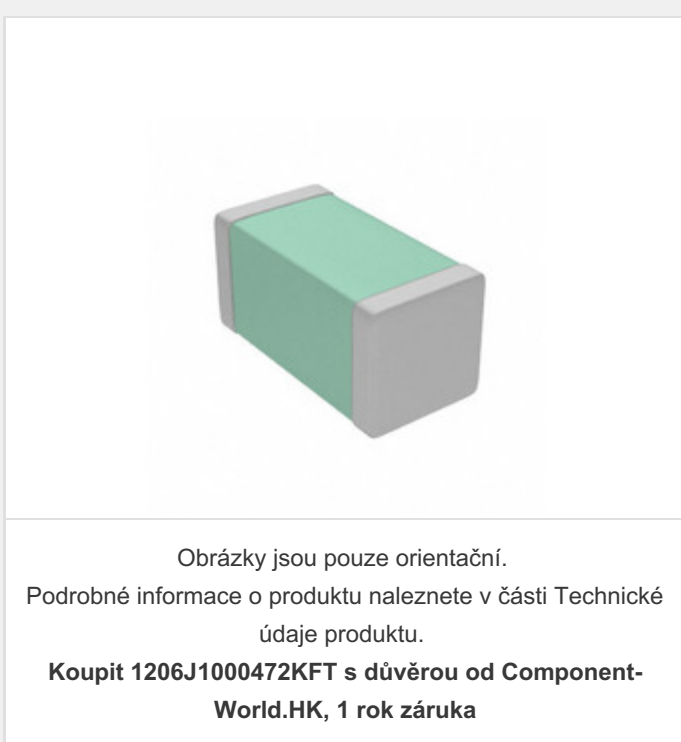 Obrázky jsou pouze orientační.
Podrobné informace o produktu naleznete v části Technické
údaje produktu.
Koupit 1206J1000472KFT s důvěrou od Component-
World.HK, 1 rok záruka